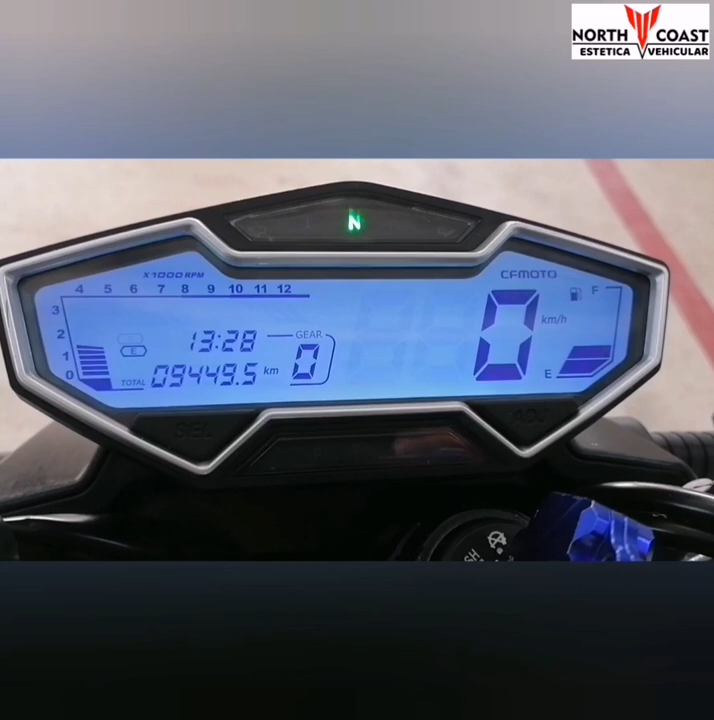 NORTH COAST
ESTETICA VEHICULAR
N
X1000 RPM
CFMOTO
4 5 6 7 8 9 10 11 12
F
3
2
1
0
13:28
GEAR
0
0
km/h
E
TOTAL 09449.5 km
E
SEL
ADJ